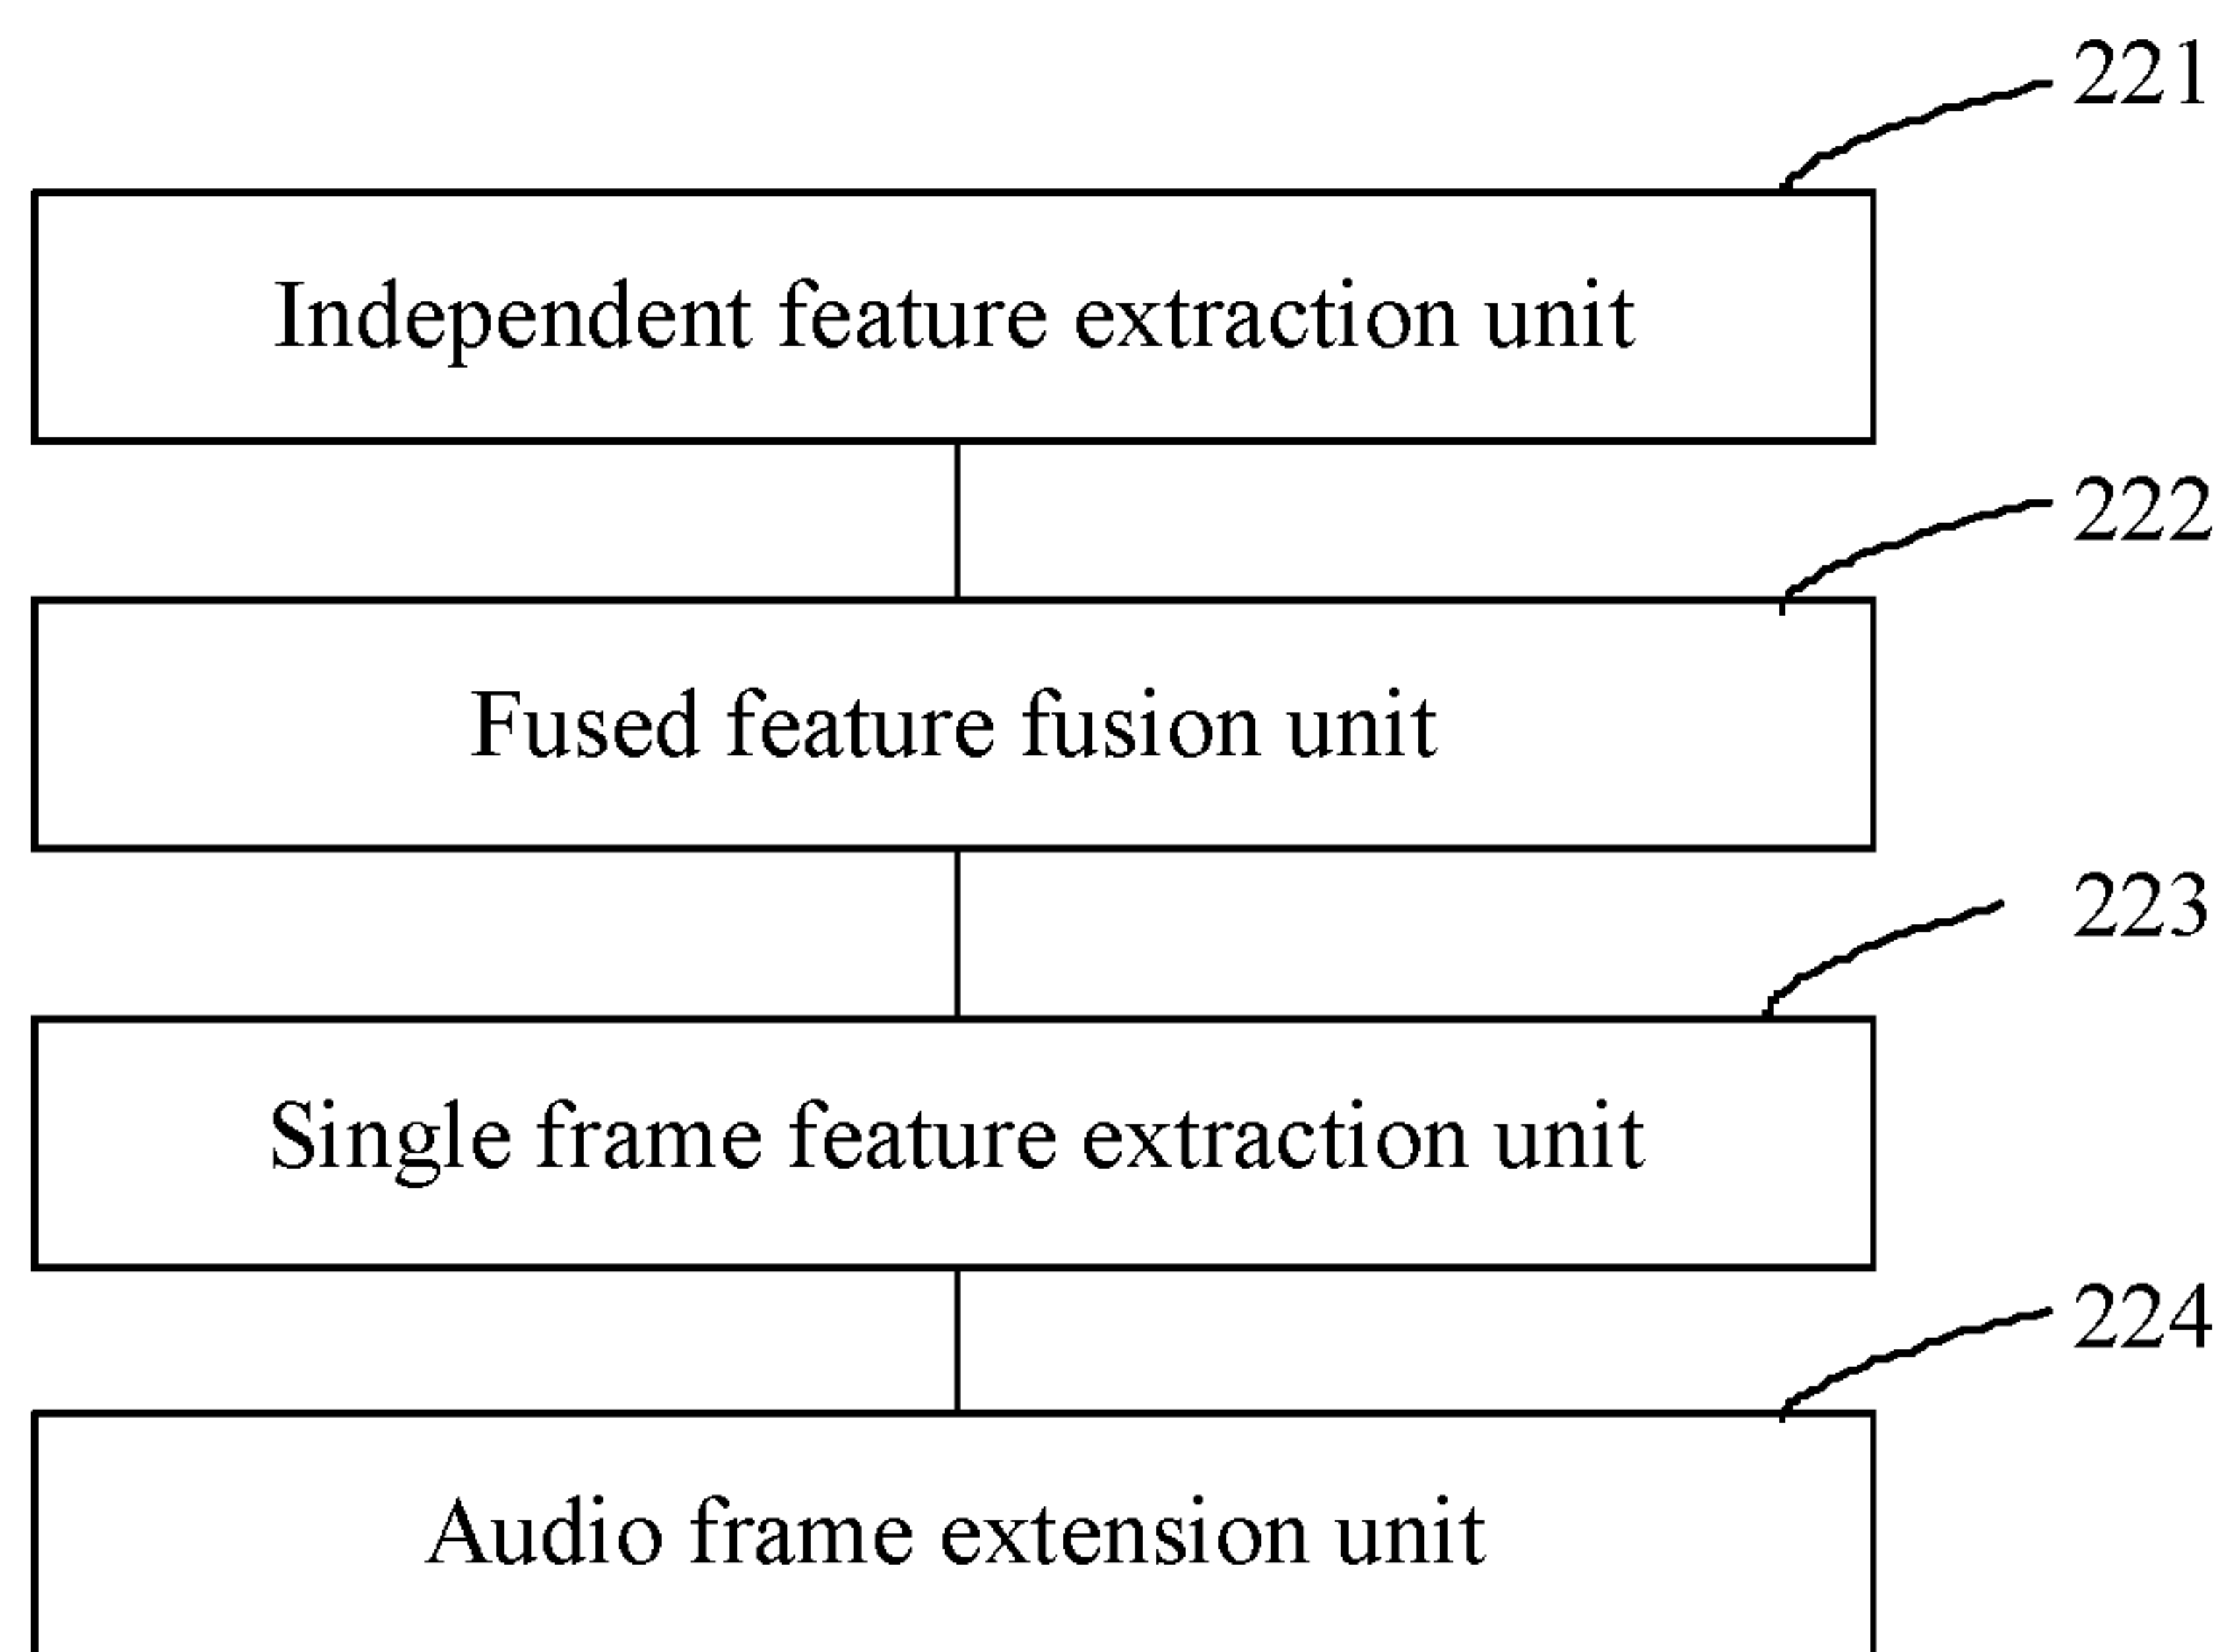 221
Independent feature extraction unit
222
Fused feature fusion unit
223
Single frame feature extraction unit
224
Audio frame extension unit